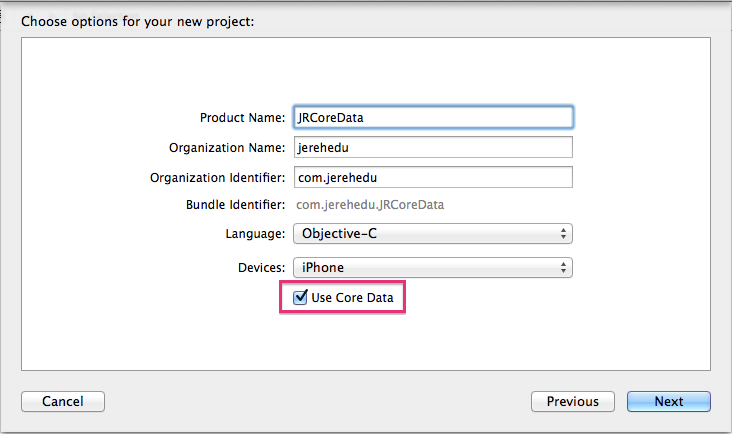 Choose options for your new project:
Product Name: JRCoreData
Organization Name: jerehedu
Organization Identifier: com.jerehedu
Bundle Identifier: com.jerehedu.JRCoreData
Language: Objective-C
Devices: iPhone
Use Core Data
Cancel Previous Next